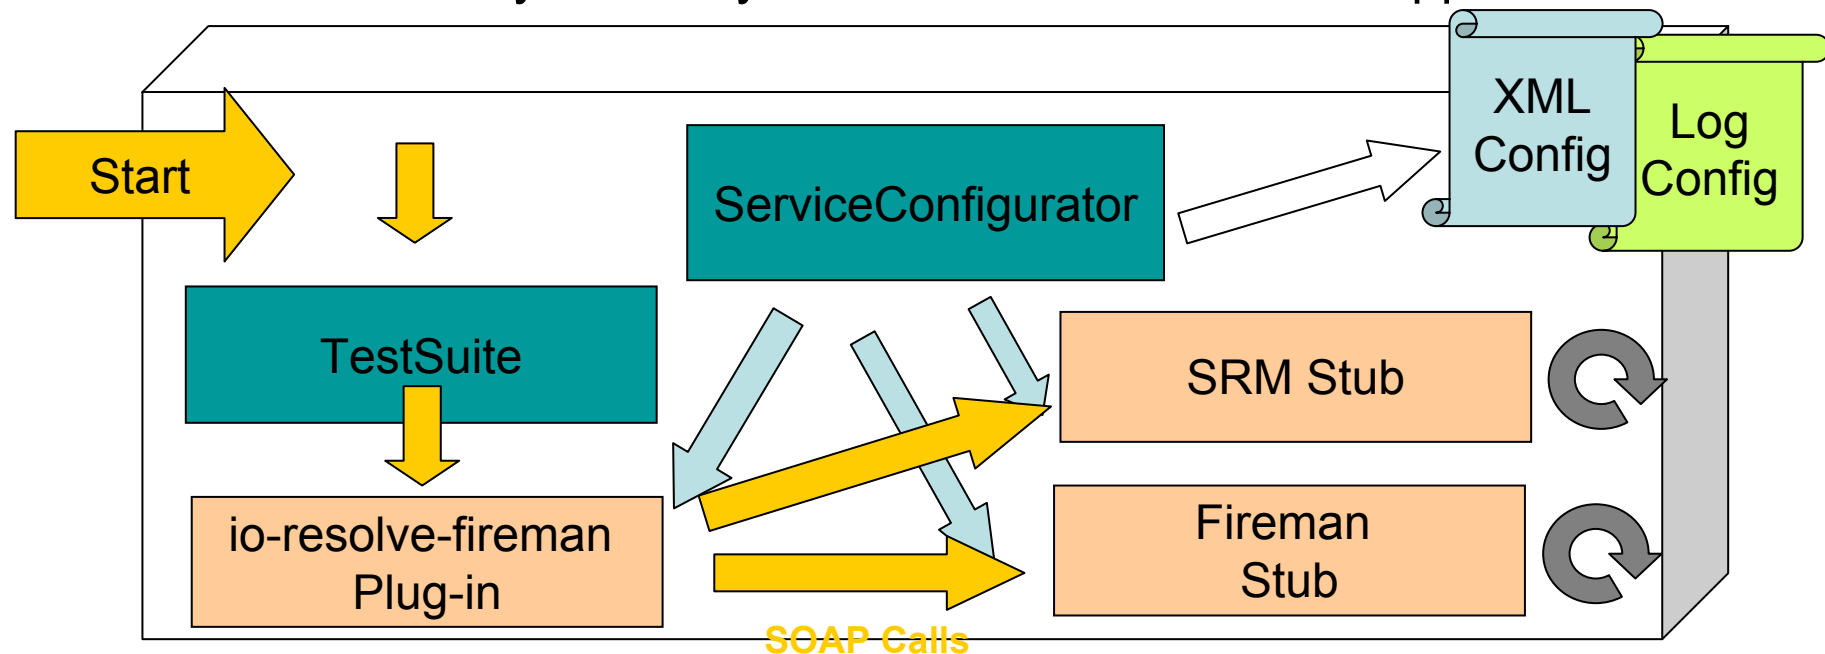 Start
ServiceConfigurator
XML
Config
Log
Config
TestSuite
SRM Stub
io-resolve-fireman
Plug-in
Fireman
Stub
SOAP Calls